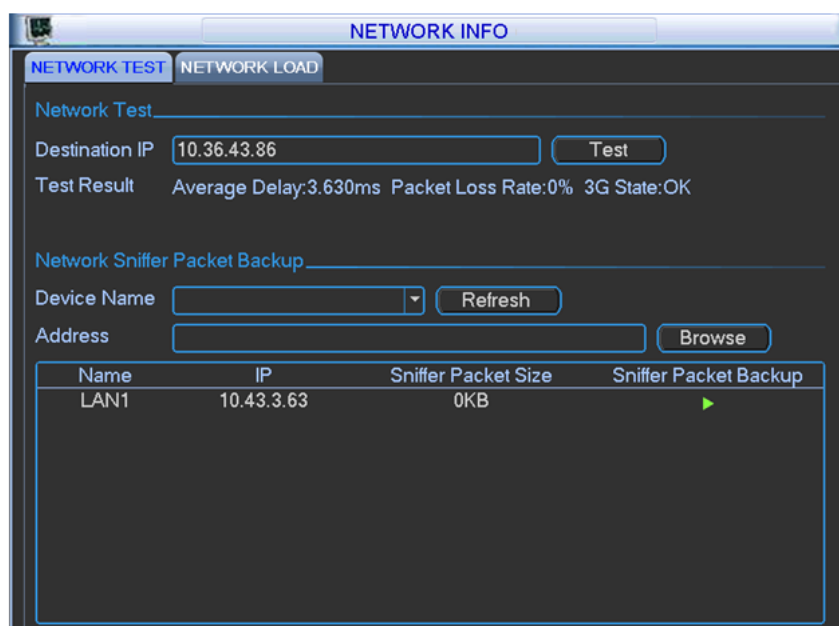 NETWORK INFO
NETWORK TEST NETWORK LOAD
Network Test
Destination IP 10.36.43.86 Test
Test Result Average Delay:3.630ms Packet Loss Rate:0% 3G State:OK
Network Sniffer Packet Backup
Device Name Refresh
Address Browse
Name IP Sniffer Packet Size Sniffer Packet Backup
LAN1 10.43.3.63 0KB